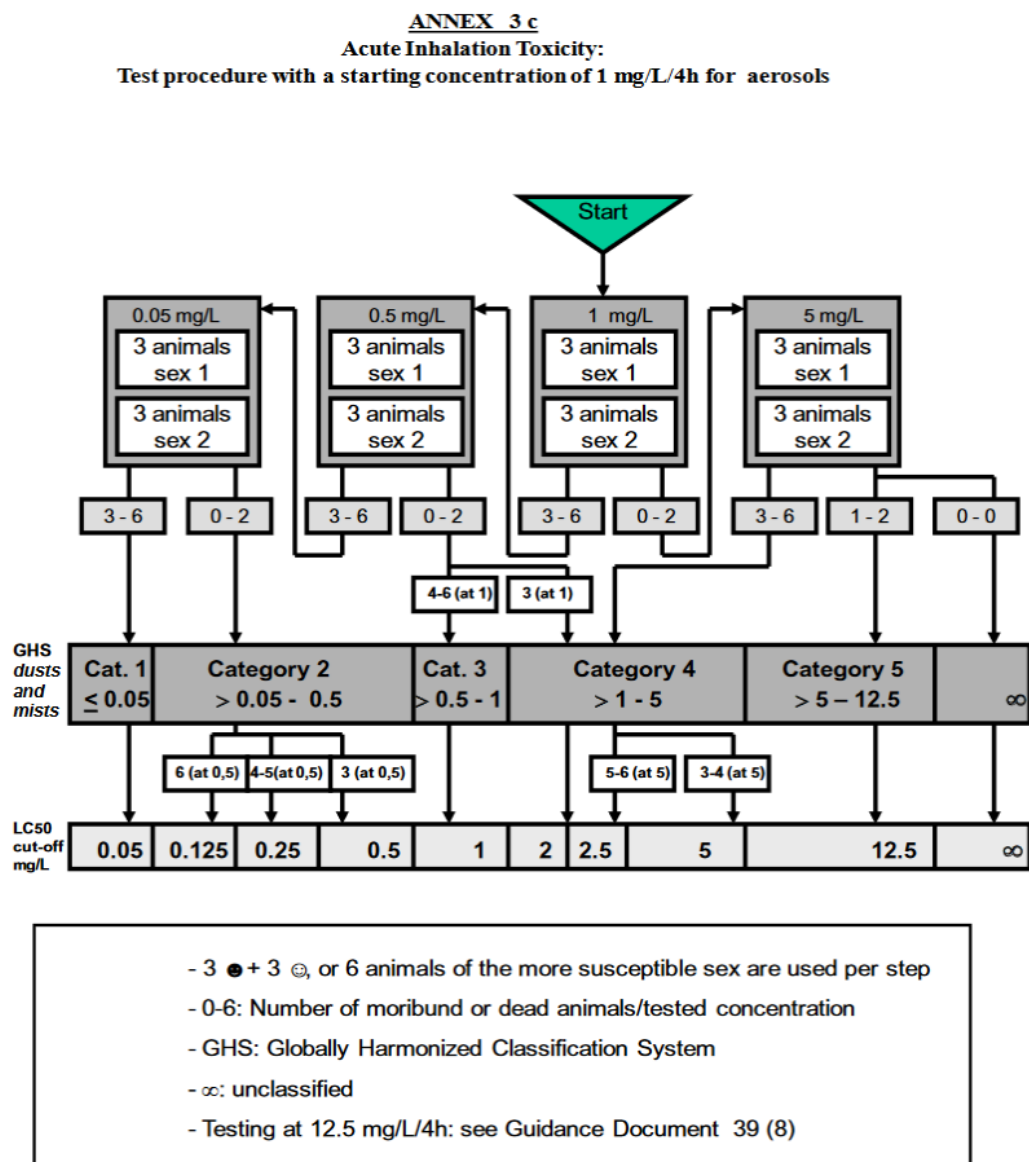 ANNEX 3 c
Acute Inhalation Toxicity:
Test procedure with a starting concentration of 1 mg/L/4h for aerosols
Start
0.05 mg/L
3 animals
sex 1
3 animals
sex 2
0.5 mg/L
3 animals
sex 1
3 animals
sex 2
1 mg/L
3 animals
sex 1
3 animals
sex 2
5 mg/L
3 animals
sex 1
3 animals
sex 2
3 - 6
0 - 2
3 - 6
0 - 2
3 - 6
0 - 2
3 - 6
1 - 2
0 - 0
4-6 (at 1)
3 (at 1)
GHS
dusts
and
mists
Cat. 1
≤ 0.05
Category 2
> 0.05 - 0.5
Cat. 3
> 0.5 - 1
Category 4
> 1 - 5
Category 5
> 5 – 12.5
∞
6 (at 0,5)
4-5(at 0,5)
3 (at 0,5)
5-6 (at 5)
3-4 (at 5)
LC50
cut-off
mg/L
0.05
0.125
0.25
0.5
1
2
2.5
5
12.5
∞
- 3 ☻+ 3 ☺, or 6 animals of the more susceptible sex are used per step
- 0-6: Number of moribund or dead animals/tested concentration
- GHS: Globally Harmonized Classification System
- ∞: unclassified
- Testing at 12.5 mg/L/4h: see Guidance Document 39 (8)